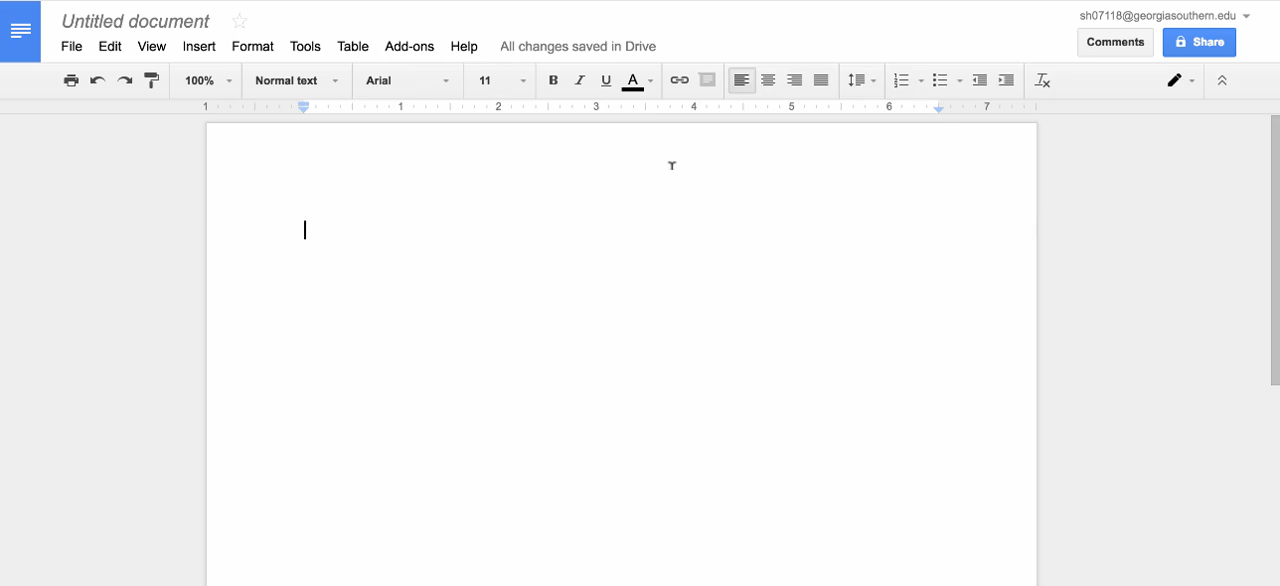 Untitled document
sh07118@georgiasouthern.edu
File Edit View Insert Format Tools Table Add-ons Help All changes saved in Drive
Comments Share
100% Normal text Arial 11 B I U A
1 1 2 3 4 5 6 7